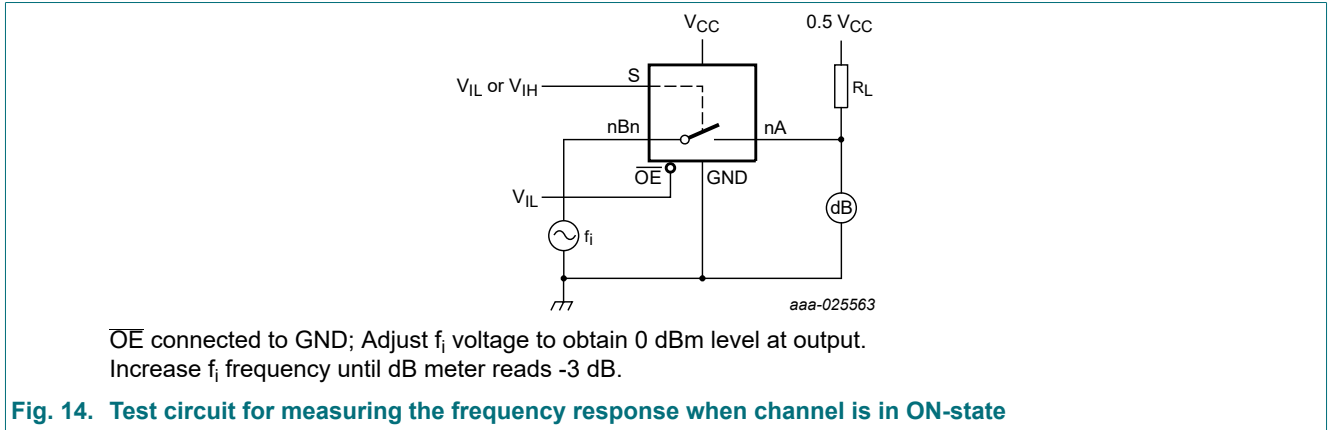 VCC 0.5 VCC
S
VIL or VIH
RL
nBn nA
OE GND
VIL
dB
fi
aaa-025563
OE connected to GND; Adjust fi voltage to obtain 0 dBm level at output.
Increase fi frequency until dB meter reads -3 dB.
Fig. 14. Test circuit for measuring the frequency response when channel is in ON-state